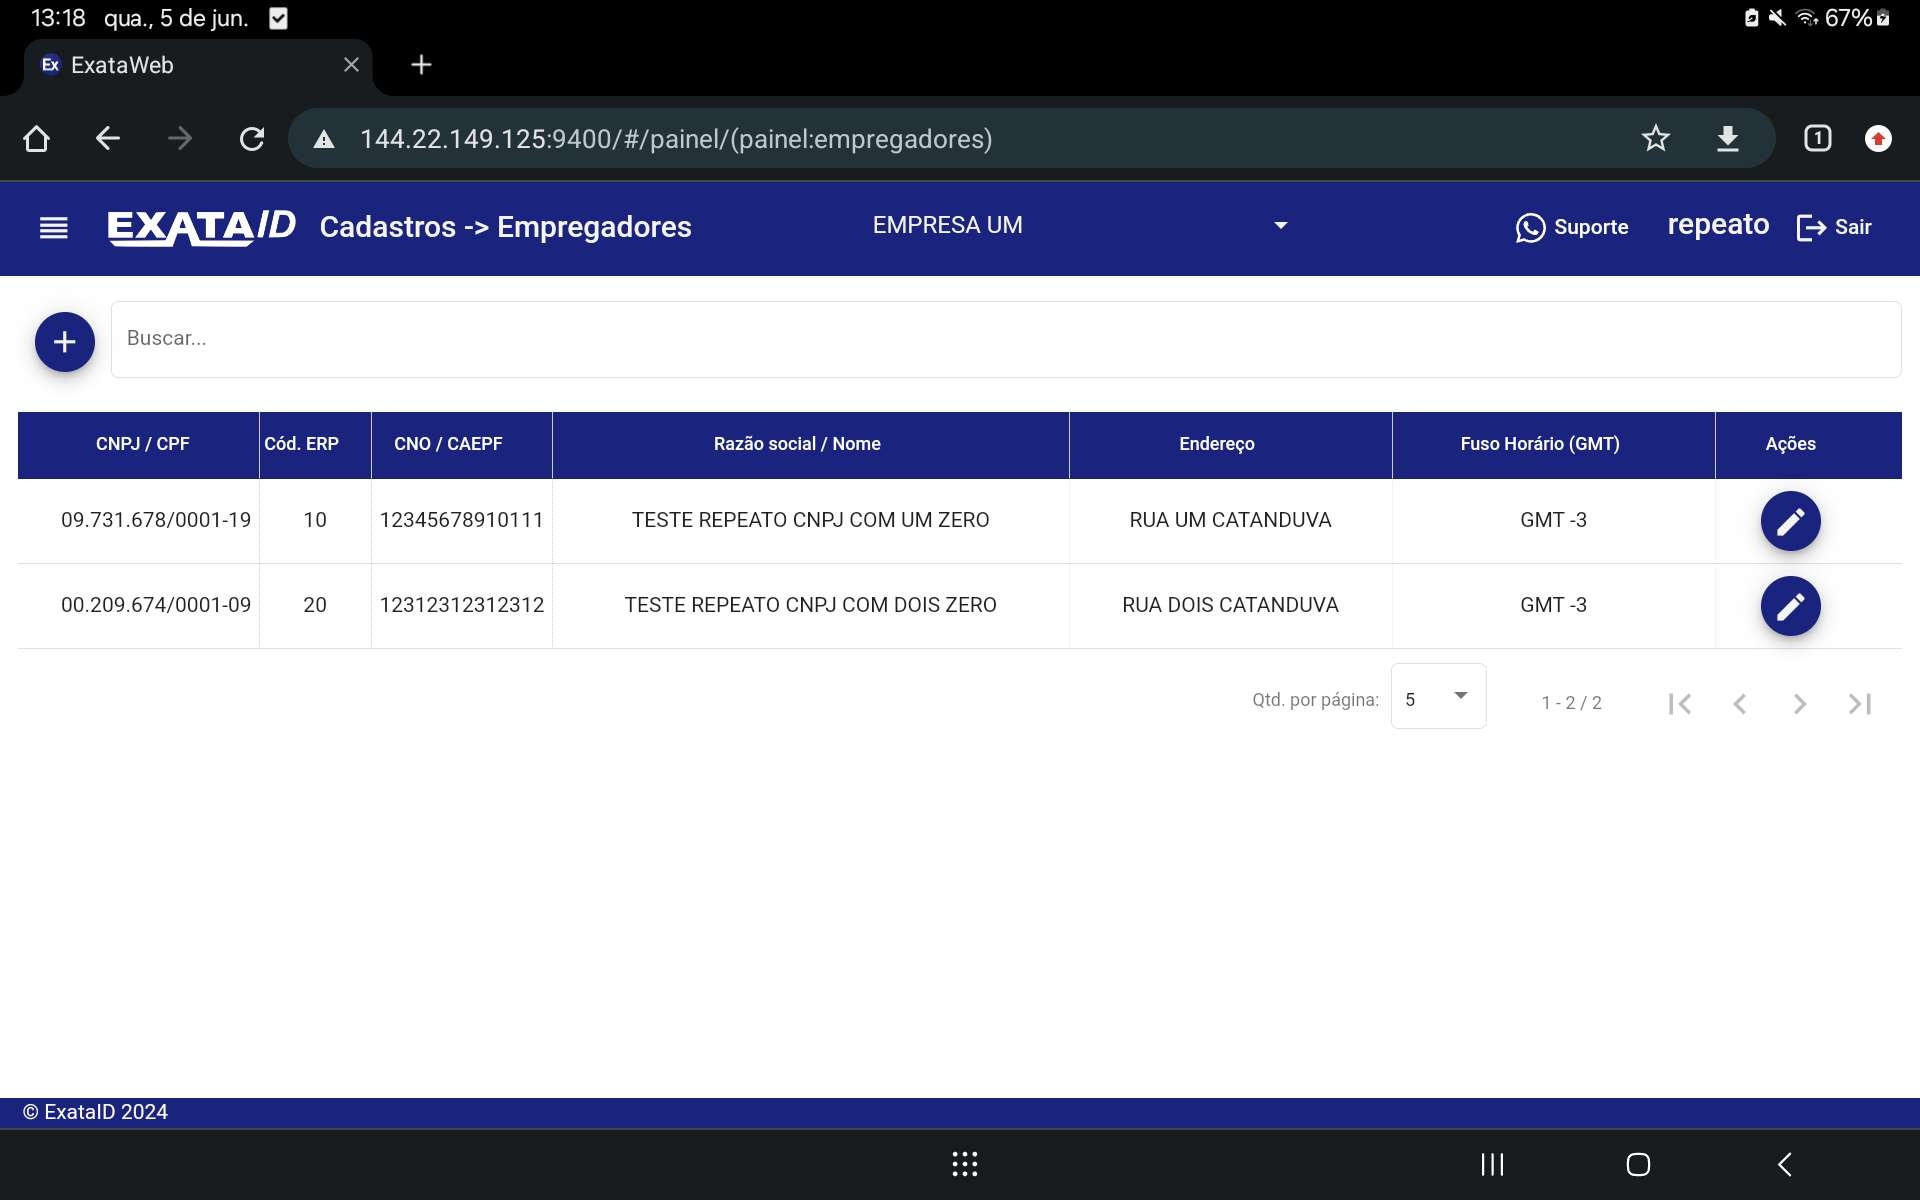 13:18 qua., 5 de jun. 67%
Ex ExataWeb
144.22.149.125:9400/#/painel/(painel:empregadores) 1
EXATAID Cadastros -> Empregadores EMPRESA UM Suporte repeato Sair
Buscar...
CNPJ / CPF Cód. ERP CNO / CAEPF Razão social / Nome Endereço Fuso Horário (GMT) Ações
09.731.678/0001-19 10 12345678910111 TESTE REPEATO CNPJ COM UM ZERO RUA UM CATANDUVA GMT -3
00.209.674/0001-09 20 12312312312312 TESTE REPEATO CNPJ COM DOIS ZERO RUA DOIS CATANDUVA GMT -3
Qtd. por página: 5 1 - 2 / 2
© ExataID 2024